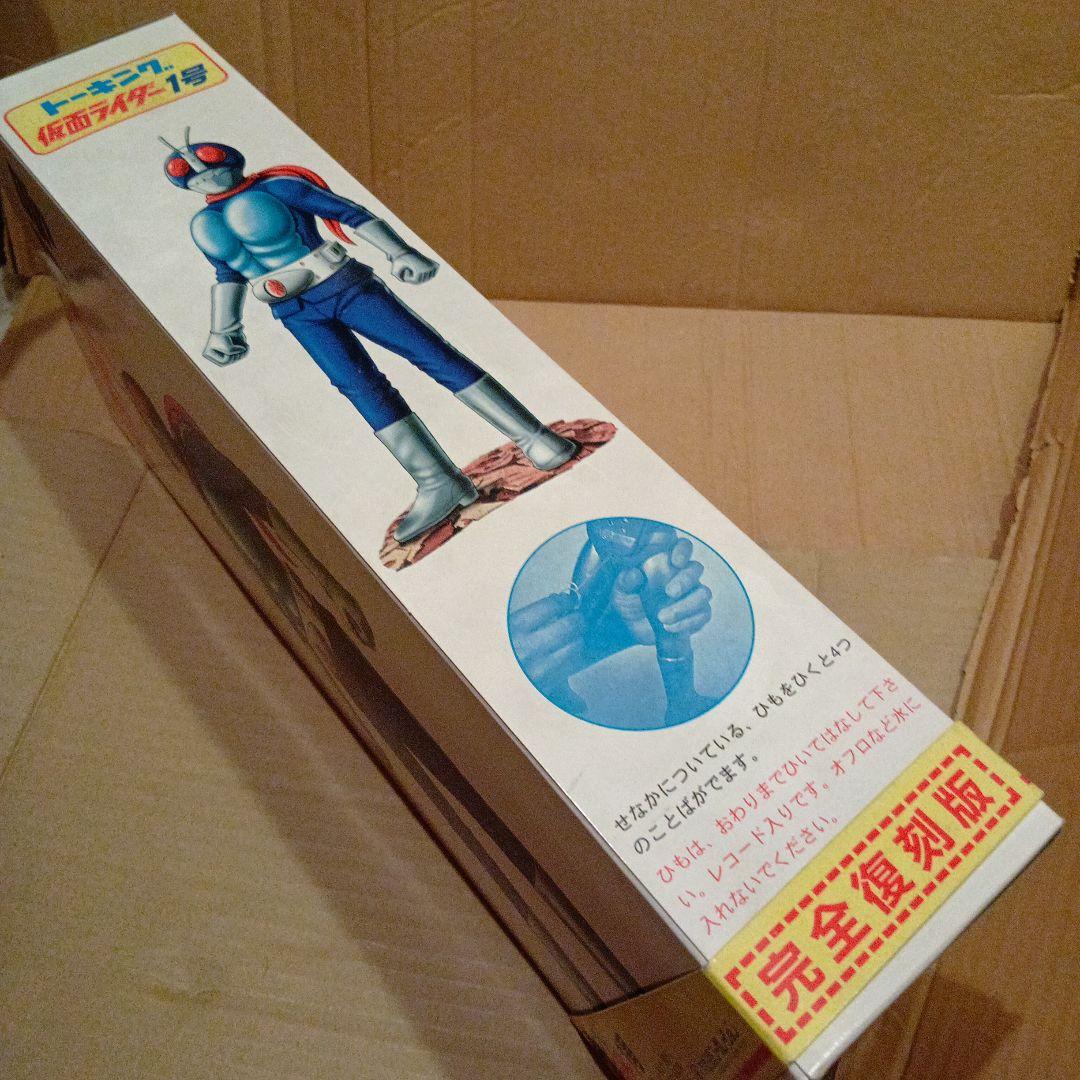 トーキング
仮面ライダー1号
せなかについている、ひもをひくと4つ
のことばがでます。
ひもは、おわりまでひいてはなして下さ
い。レコード入りです。オフロなど水に
入れないでください。
完全復刻版